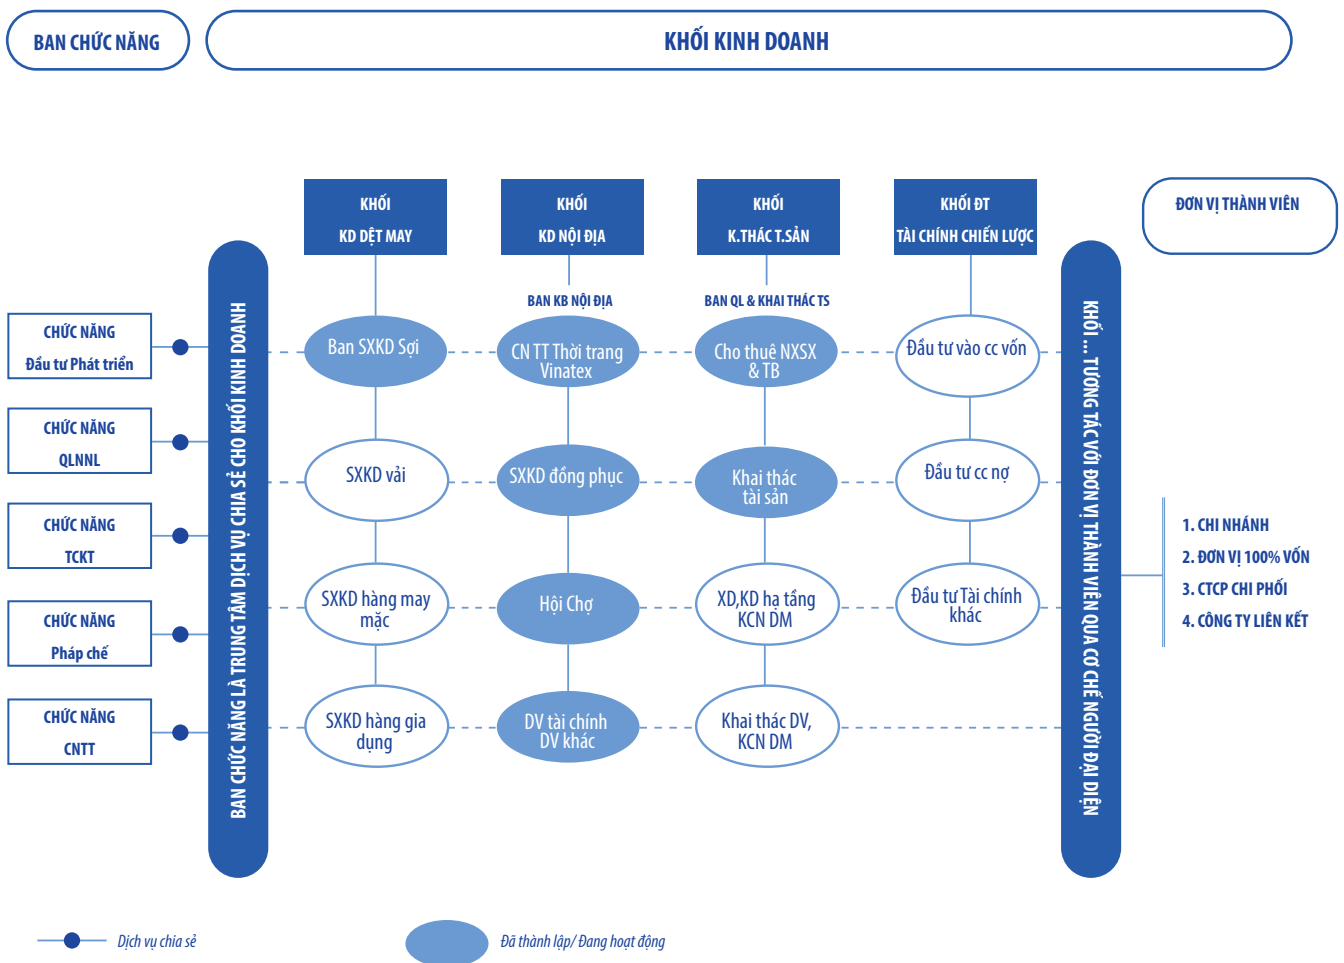 BAN CHỨC NĂNG
KHỐI KINH DOANH
KHỐI
KD DỆT MAY
KHỐI
KD NỘI ĐỊA
KHỐI
K.THÁC T.SẢN
KHỐI ĐT
TÀI CHÍNH CHIẾN LƯỢC
ĐƠN VỊ THÀNH VIÊN
BAN KB NỘI ĐỊA
BAN QL & KHAI THÁC TS
CHỨC NĂNG
Đầu tư Phát triển
CHỨC NĂNG
QLNNL
CHỨC NĂNG
TCKT
CHỨC NĂNG
Pháp chế
CHỨC NĂNG
CNTT
BAN CHỨC NĂNG LÀ TRUNG TÂM DỊCH VỤ CHIA SẺ CHO KHỐI KINH DOANH
Ban SXKD Sợi
CN TT Thời trang
Vinatex
Cho thuê NXSX
& TB
Đầu tư vào cc vốn
SXKD vải
SXKD đồng phục
Khai thác
tài sản
Đầu tư cc nợ
SXKD hàng may
mặc
Hội Chợ
XD,KD hạ tầng
KCN DM
Đầu tư Tài chính
khác
SXKD hàng gia
dụng
DV tài chính
DV khác
Khai thác DV,
KCN DM
KHỐI ... TƯƠNG TÁC VỚI ĐƠN VỊ THÀNH VIÊN QUA CƠ CHẾ NGƯỜI ĐẠI DIỆN
1. CHI NHÁNH
2. ĐƠN VỊ 100% VỐN
3. CTCP CHI PHỐI
4. CÔNG TY LIÊN KẾT
Dịch vụ chia sẻ
Đã thành lập/ Đang hoạt động